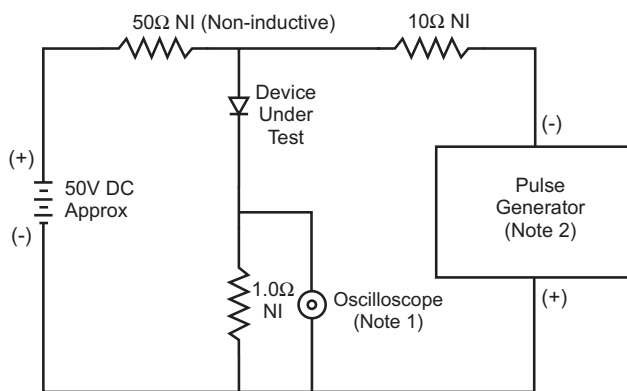 50Ω NI (Non-inductive)
10Ω NI
Device
Under
Test
(+)
50V DC
Approx
(-)
(-)
Pulse
Generator
(Note 2)
(+)
1.0Ω
NI
Oscilloscope
(Note 1)